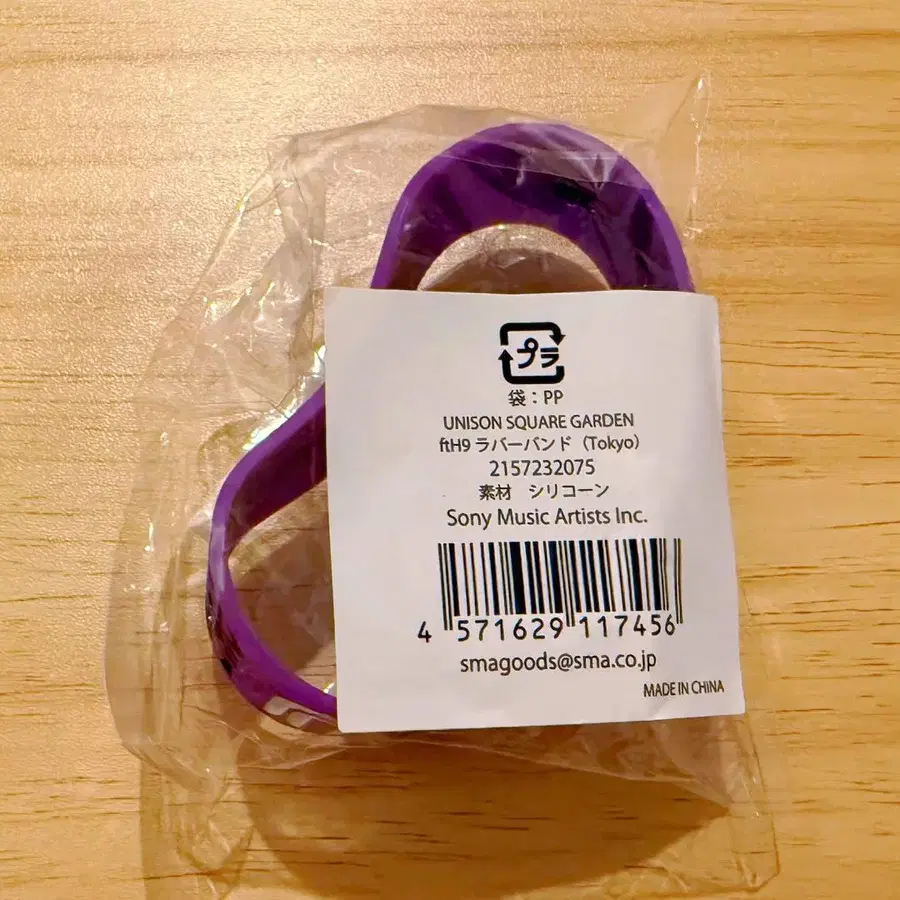 プラ
袋：PP
UNISON SQUARE GARDEN
ftH9 ラバーバンド（Tokyo）
2157232075
素材　シリコーン
Sony Music Artists Inc.
4 571629 117456
smagoods@sma.co.jp
MADE IN CHINA